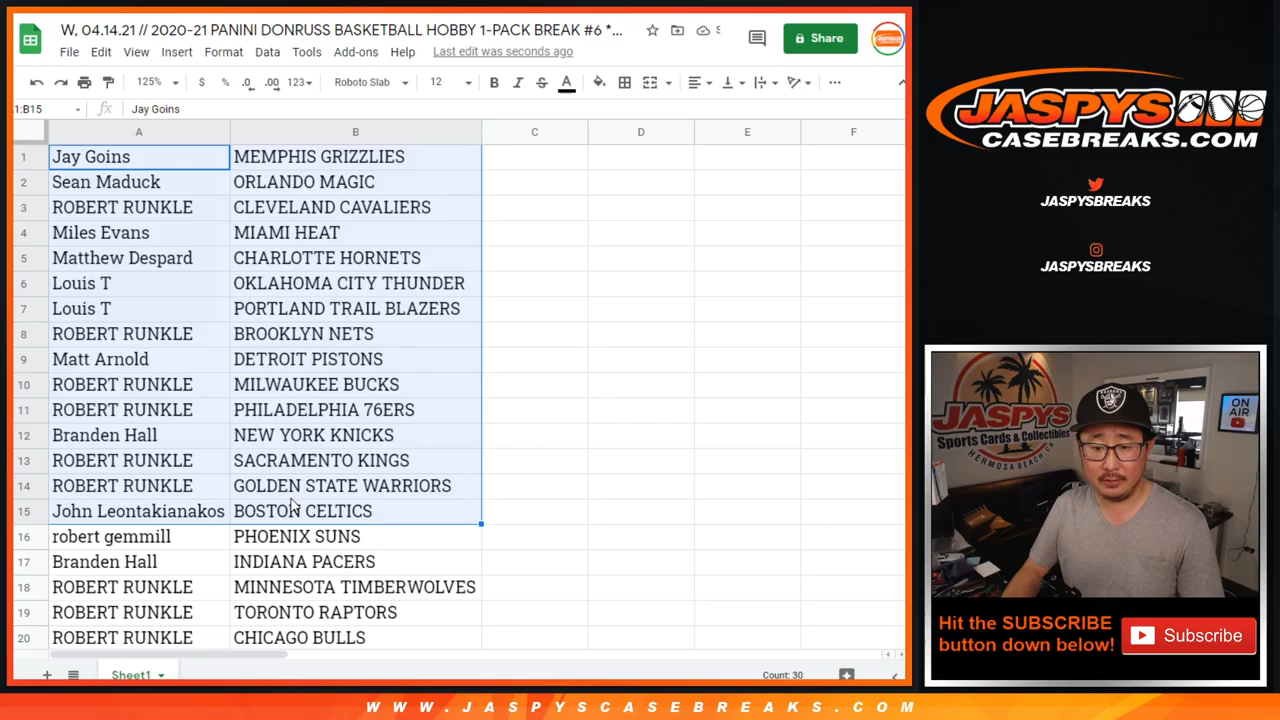 W, 04.14.21 // 2020-21 PANINI DONRUSS BASKETBALL HOBBY 1-PACK BREAK #6 *...
File Edit View Insert Format Data Tools Add-ons Help Last edit was seconds ago
Share
125% $ % .0 .00 123 Roboto Slab 12 B I S A
1:B15 fx Jay Goins
A B C D E F
1 Jay Goins MEMPHIS GRIZZLIES
2 Sean Maduck ORLANDO MAGIC
3 ROBERT RUNKLE CLEVELAND CAVALIERS
4 Miles Evans MIAMI HEAT
5 Matthew Despard CHARLOTTE HORNETS
6 Louis T OKLAHOMA CITY THUNDER
7 Louis T PORTLAND TRAIL BLAZERS
8 ROBERT RUNKLE BROOKLYN NETS
9 Matt Arnold DETROIT PISTONS
10 ROBERT RUNKLE MILWAUKEE BUCKS
11 ROBERT RUNKLE PHILADELPHIA 76ERS
12 Branden Hall NEW YORK KNICKS
13 ROBERT RUNKLE SACRAMENTO KINGS
14 ROBERT RUNKLE GOLDEN STATE WARRIORS
15 John Leontakianakos BOSTON CELTICS
16 robert gemmill PHOENIX SUNS
17 Branden Hall INDIANA PACERS
18 ROBERT RUNKLE MINNESOTA TIMBERWOLVES
19 ROBERT RUNKLE TORONTO RAPTORS
20 ROBERT RUNKLE CHICAGO BULLS
Sheet1 Count: 30
JASPYS
CASEBREAKS.COM
JASPYSBREAKS
JASPYSBREAKS
JASPYS
Sports Cards & Collectibles
HERMOSA BEACH,
ON
AIR
Hit the SUBSCRIBE
button down below!
Subscribe
WWW.JASPYSCASEBREAKS.COM